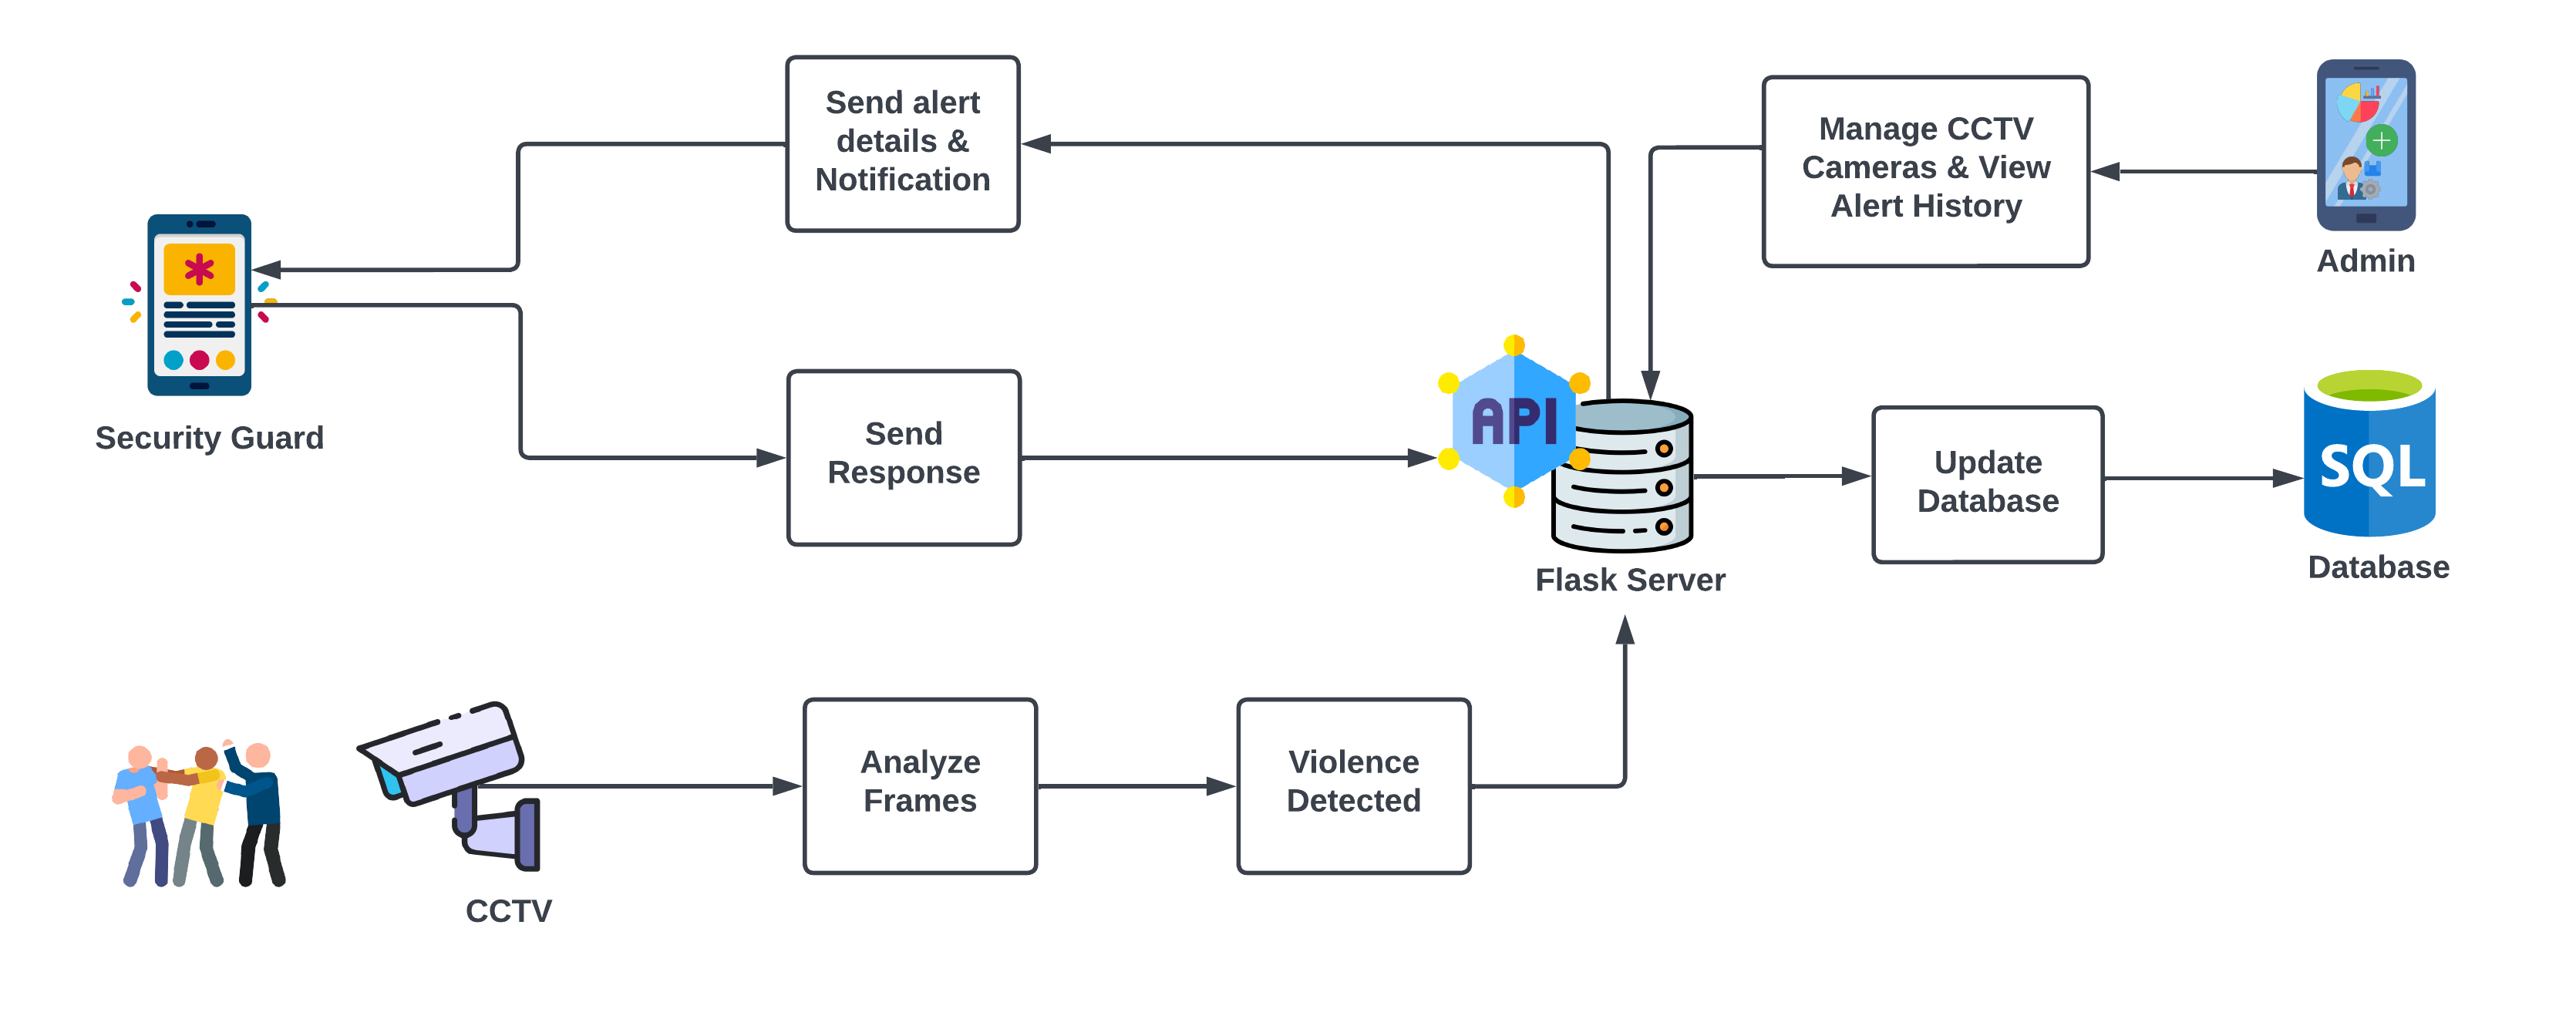 Send alert
details &
Notification
Manage CCTV
Cameras & View
Alert History
Admin
Security Guard
Send
Response
API
Flask Server
Update
Database
SQL
Database
Analyze
Frames
Violence
Detected
CCTV